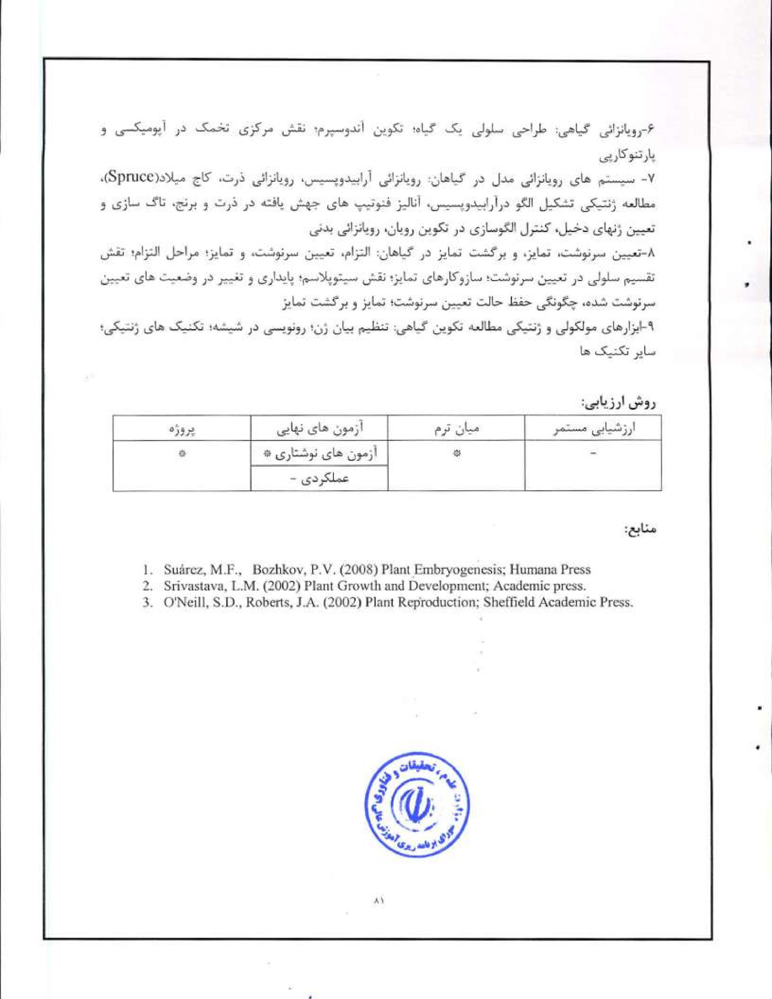 ۶-رویانزائی گیاهی: طراحی سلولی یک گیاه؛ تکوین آندوسپرم؛ نقش مرکزی تخمک در آپومیکسی و
پارتنوکارپی
۷- سیستم های رویانزائی مدل در گیاهان: رویانزائی آرابیدوپسیس، رویانزائی ذرت، کاج میلاد(Spruce)،
مطالعه ژنتیکی تشکیل الگو درآرابیدوپسیس، آنالیز فنوتیپ های جهش یافته در ذرت و برنج، تاگ سازی و
تعیین ژنهای دخیل، کنترل الگوسازی در تکوین رویان، رویانزائی بدنی
۸-تعیین سرنوشت، تمایز، و برگشت تمایز در گیاهان: التزام، تعیین سرنوشت، و تمایز؛ مراحل التزام؛ نقش
تقسیم سلولی در تعیین سرنوشت؛ سازوکارهای تمایز؛ نقش سیتوپلاسم؛ پایداری و تغییر در وضعیت های تعیین
سرنوشت شده، چگونگی حفظ حالت تعیین سرنوشت؛ تمایز و برگشت تمایز
۹-ابزارهای مولکولی و ژنتیکی مطالعه تکوین گیاهی: تنظیم بیان ژن؛ رونویسی در شیشه؛ تکنیک های ژنتیکی؛
سایر تکنیک ها
روش ارزیابی:
ارزشیابی مستمر میان ترم آزمون های نهایی پروژه
- * آزمون های نوشتاری * *
عملکردی -
منابع:
1. Suárez, M.F., Bozhkov, P.V. (2008) Plant Embryogenesis; Humana Press
2. Srivastava, L.M. (2002) Plant Growth and Development; Academic press.
3. O'Neill, S.D., Roberts, J.A. (2002) Plant Reproduction; Sheffield Academic Press.
وزارت علوم، تحقیقات و فناوری
شورای برنامه ریزی آموزش عالی
۸۱